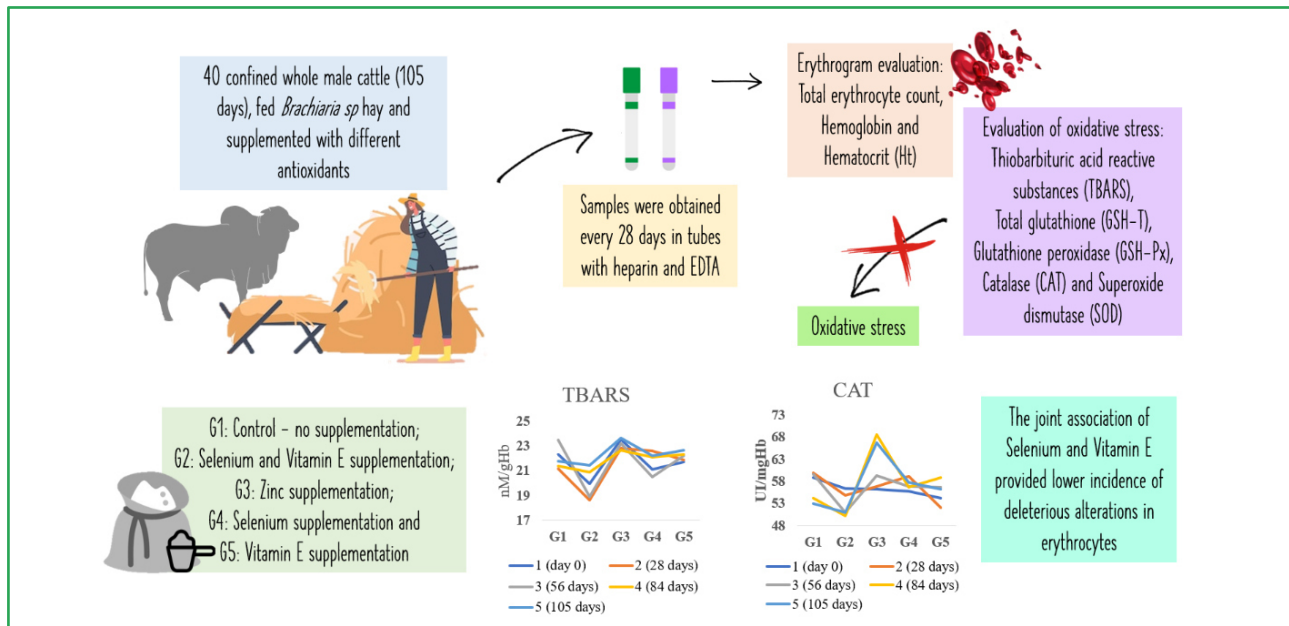 40 confined whole male cattle (105
days), fed Brachiaria sp hay and
supplemented with different
antioxidants
Samples were obtained
every 28 days in tubes
with heparin and EDTA
Erythrogram evaluation:
Total erythrocyte count,
Hemoglobin and
Hematocrit (Ht)
Evaluation of oxidative stress:
Thiobarbituric acid reactive
substances (TBARS),
Total glutathione (GSH-T),
Glutathione peroxidase (GSH-Px),
Catalase (CAT) and Superoxide
dismutase (SOD)
Oxidative stress
G1: Control - no supplementation;
G2: Selenium and Vitamin E supplementation;
G3: Zinc supplementation;
G4: Selenium supplementation and
G5: Vitamin E supplementation
TBARS
nM/gHb
25
23
21
19
17
G1 G2 G3 G4 G5
1 (day 0) 2 (28 days)
3 (56 days) 4 (84 days)
5 (105 days)
CAT
UI/mgHb
73
68
63
58
53
48
G1 G2 G3 G4 G5
1 (day 0) 2 (28 days)
3 (56 days) 4 (84 days)
5 (105 days)
The joint association of
Selenium and Vitamin E
provided lower incidence of
deleterious alterations in
erythrocytes